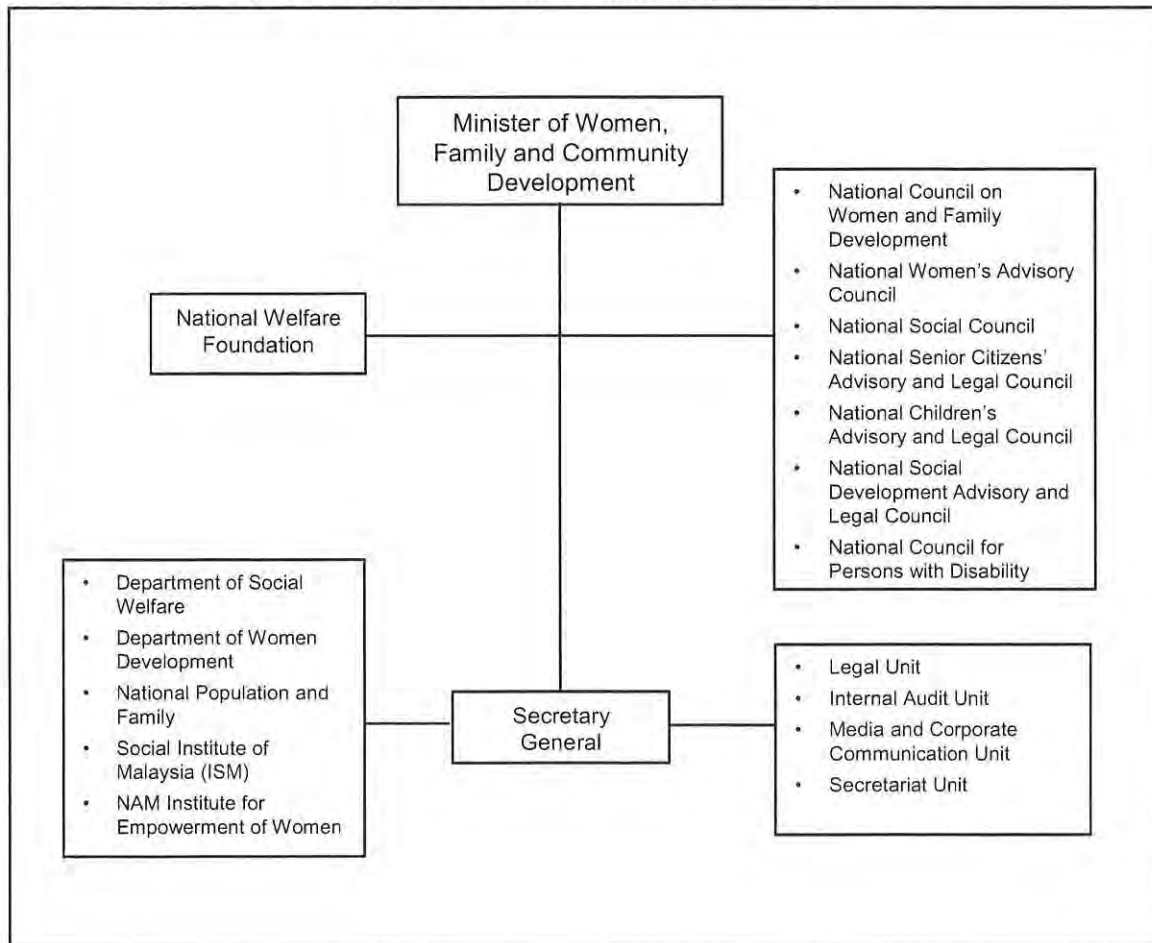 Minister of Women,
Family and Community
Development
National Welfare
Foundation
• National Council on
Women and Family
Development
• National Women's Advisory
Council
• National Social Council
• National Senior Citizens'
Advisory and Legal Council
• National Children's
Advisory and Legal Council
• National Social
Development Advisory and
Legal Council
• National Council for
Persons with Disability
• Department of Social
Welfare
• Department of Women
Development
• National Population and
Family
• Social Institute of
Malaysia (ISM)
• NAM Institute for
Empowerment of Women
Secretary
General
• Legal Unit
• Internal Audit Unit
• Media and Corporate
Communication Unit
• Secretariat Unit